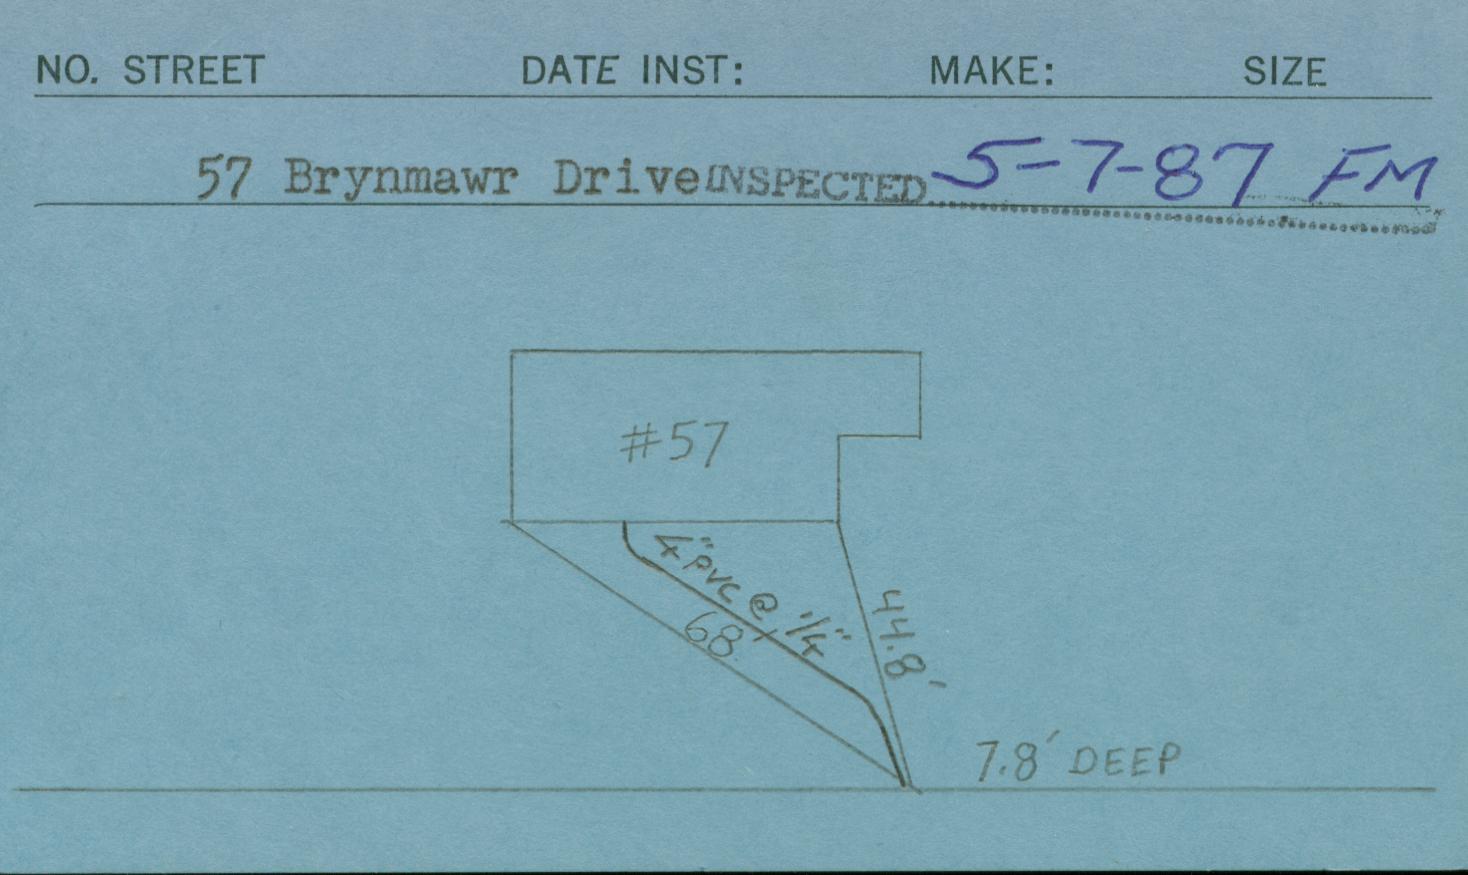 NO. STREET DATE INST: MAKE: SIZE
57 Brynmawr Drive INSPECTED 5-7-87 FM
#57
4" PVC @ 1/4"
68'
44.8'
7.8' DEEP